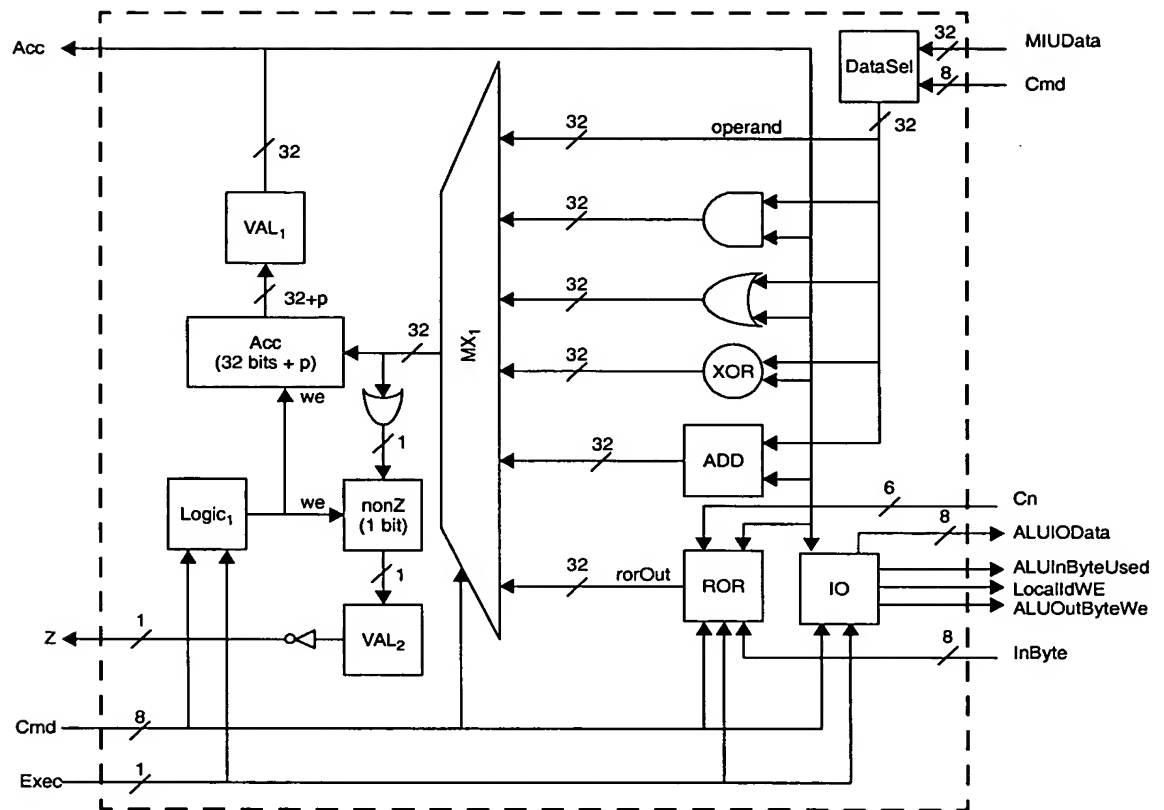 Acc
32
MIUData
DataSel
8
Cmd
32
32
operand
32
32
VAL₁
32
32+p
Acc
(32 bits + p)
32
MX₁
32
XOR
we
1
32
ADD
Logic₁
we
nonZ
(1 bit)
6
Cn
8
ALUIOData
1
32
rorOut
ROR
IO
ALUInByteUsed
LocalIdWE
ALUOutByteWe
Z
1
VAL₂
8
InByte
Cmd
8
Exec
1